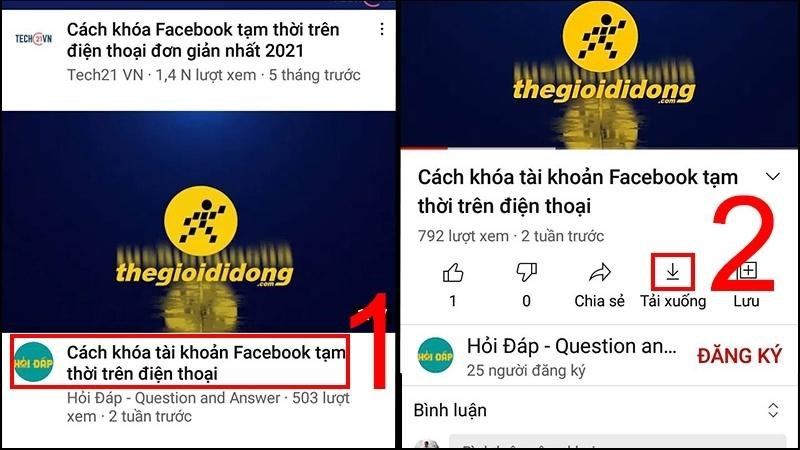 TECH21VN
Cách khóa Facebook tạm thời trên
điện thoại đơn giản nhất 2021
Tech21 VN · 1,4 N lượt xem · 5 tháng trước
thegioididong
.com
1
HỎI ĐÁP
Cách khóa tài khoản Facebook tạm
thời trên điện thoại
Hỏi Đáp - Question and Answer · 503 lượt
xem · 2 tuần trước
thegioididong
.com
Cách khóa tài khoản Facebook tạm
thời trên điện thoại
792 lượt xem · 2 tuần trước
2
1
0
Chia sẻ
Tải xuống
Lưu
HỎI ĐÁP
Hỏi Đáp - Question an...
25 người đăng ký
ĐĂNG KÝ
Bình luận